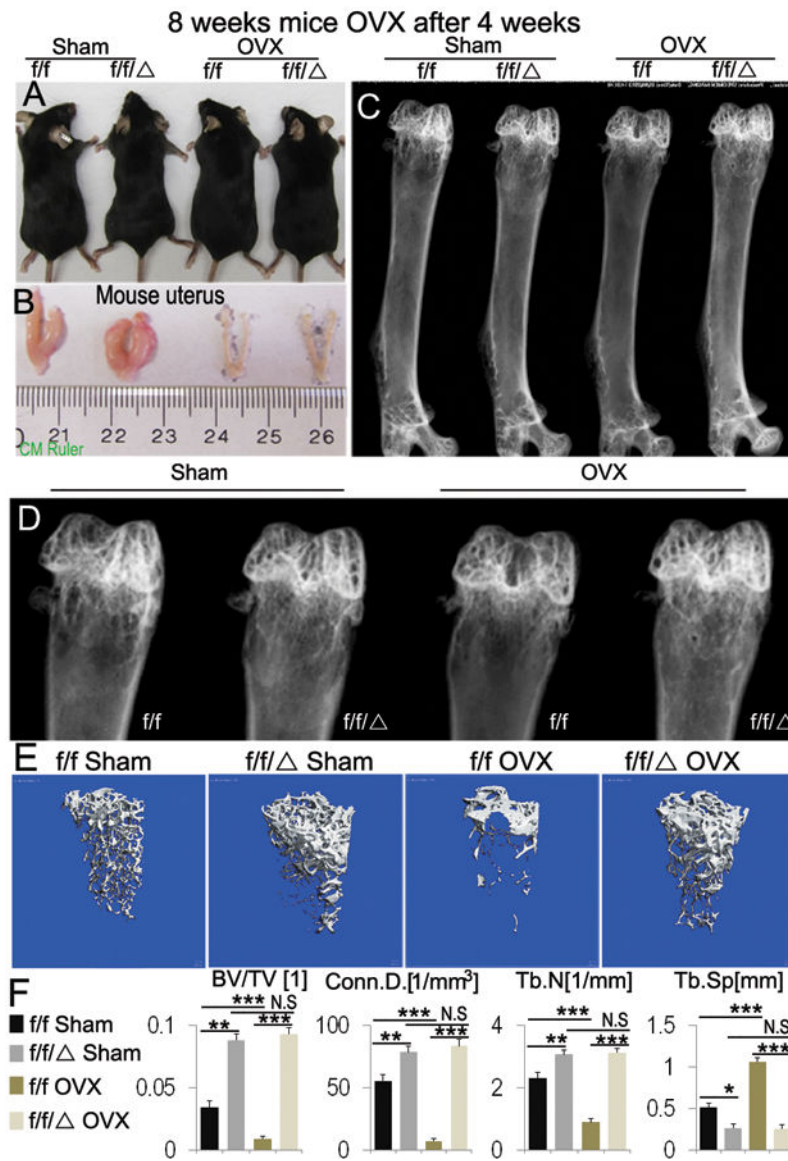 8 weeks mice OVX after 4 weeks
Sham OVX Sham OVX
f/f f/f/△ f/f f/f/△ f/f f/f/△ f/f f/f/△
A
C
B Mouse uterus
21 22 23 24 25 26
CM Ruler
Sham OVX
D
f/f f/f/△ f/f f/f/△
E f/f Sham f/f/△ Sham f/f OVX f/f/△ OVX
F BV/TV [1] Conn.D.[1/mm³] Tb.N[1/mm] Tb.Sp[mm]
f/f Sham
f/f/△ Sham
f/f OVX
f/f/△ OVX
*** N.S
** ***
0.1
0.05
0
*** N.S
** ***
100
50
0
*** N.S
** ***
4
2
0
*** N.S
* ***
1.5
1
0.5
0